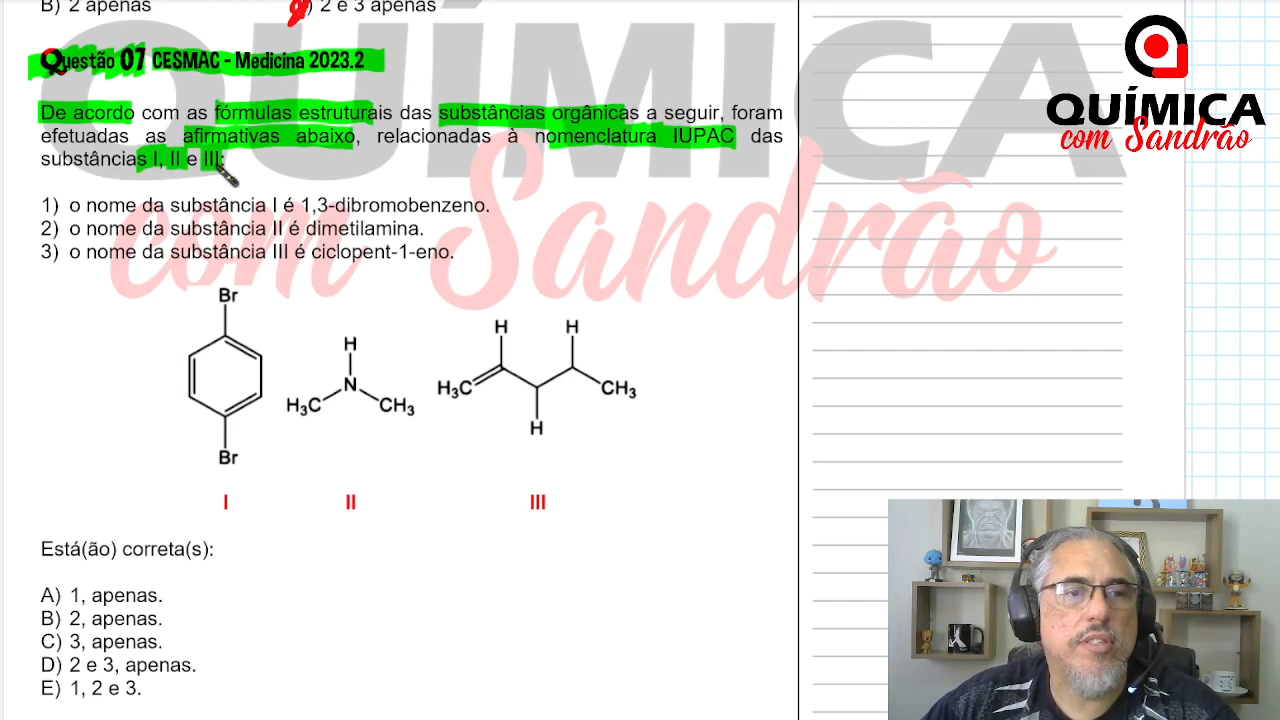 B) 2 apenas
) 2 e 3 apenas
Questão 07 CESMAC - Medicina 2023.2
De acordo com as fórmulas estruturais das substâncias orgânicas a seguir, foram
efetuadas as afirmativas abaixo, relacionadas à nomenclatura IUPAC das
substâncias I, II e III:
1) o nome da substância I é 1,3-dibromobenzeno.
2) o nome da substância II é dimetilamina.
3) o nome da substância III é ciclopent-1-eno.
Br
Br
H
N
H₃C
CH₃
H
H
H₃C
CH₃
H
I
II
III
Está(ão) correta(s):
A) 1, apenas.
B) 2, apenas.
C) 3, apenas.
D) 2 e 3, apenas.
E) 1, 2 e 3.
QUÍMICA
com Sandrão
QUÍMICA
com Sandrão